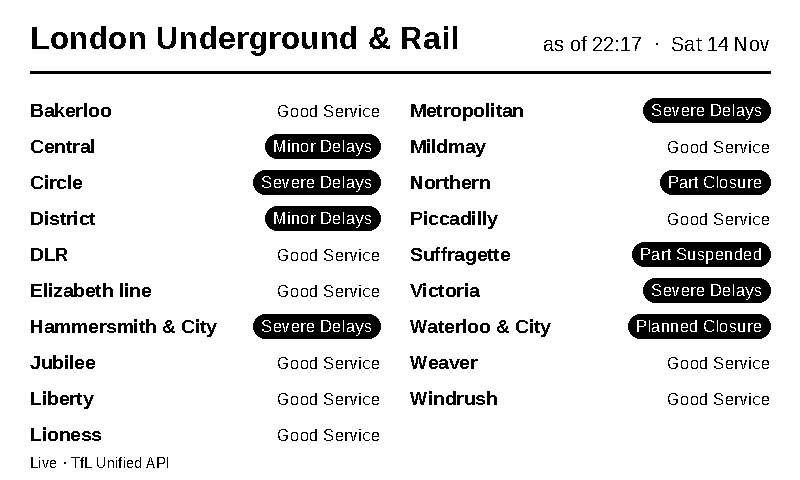 London Underground & Rail
as of 22:17 · Sat 14 Nov
Bakerloo Good Service
Central Minor Delays
Circle Severe Delays
District Minor Delays
DLR Good Service
Elizabeth line Good Service
Hammersmith & City Severe Delays
Jubilee Good Service
Liberty Good Service
Lioness Good Service
Metropolitan Severe Delays
Mildmay Good Service
Northern Part Closure
Piccadilly Good Service
Suffragette Part Suspended
Victoria Severe Delays
Waterloo & City Planned Closure
Weaver Good Service
Windrush Good Service
Live · TfL Unified API